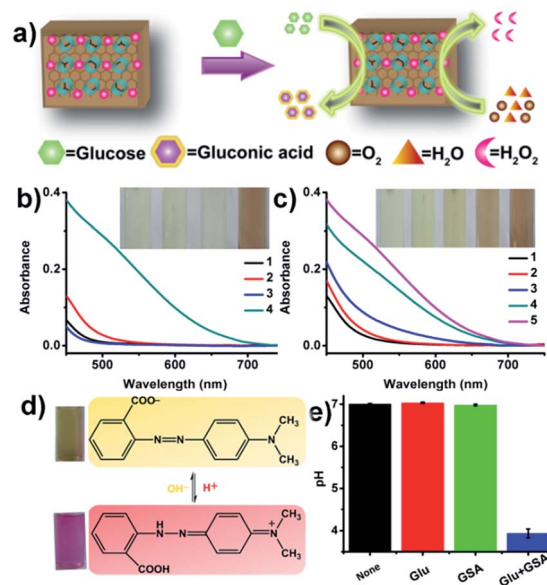 a)
=Glucose =Gluconic acid =O₂ =H₂O =H₂O₂
b)
0.4
0.2
0.0
Absorbance
1
2
3
4
500 600 700
Wavelength (nm)
c)
0.4
0.2
0.0
Absorbance
1
2
3
4
5
500 600 700
Wavelength (nm)
d)
COO⁻
N=N
N
CH₃
CH₃
OH⁻ H⁺
H
N—N
N
+
CH₃
CH₃
COOH
e)
7
6
5
4
pH
None Glu GSA Glu+GSA